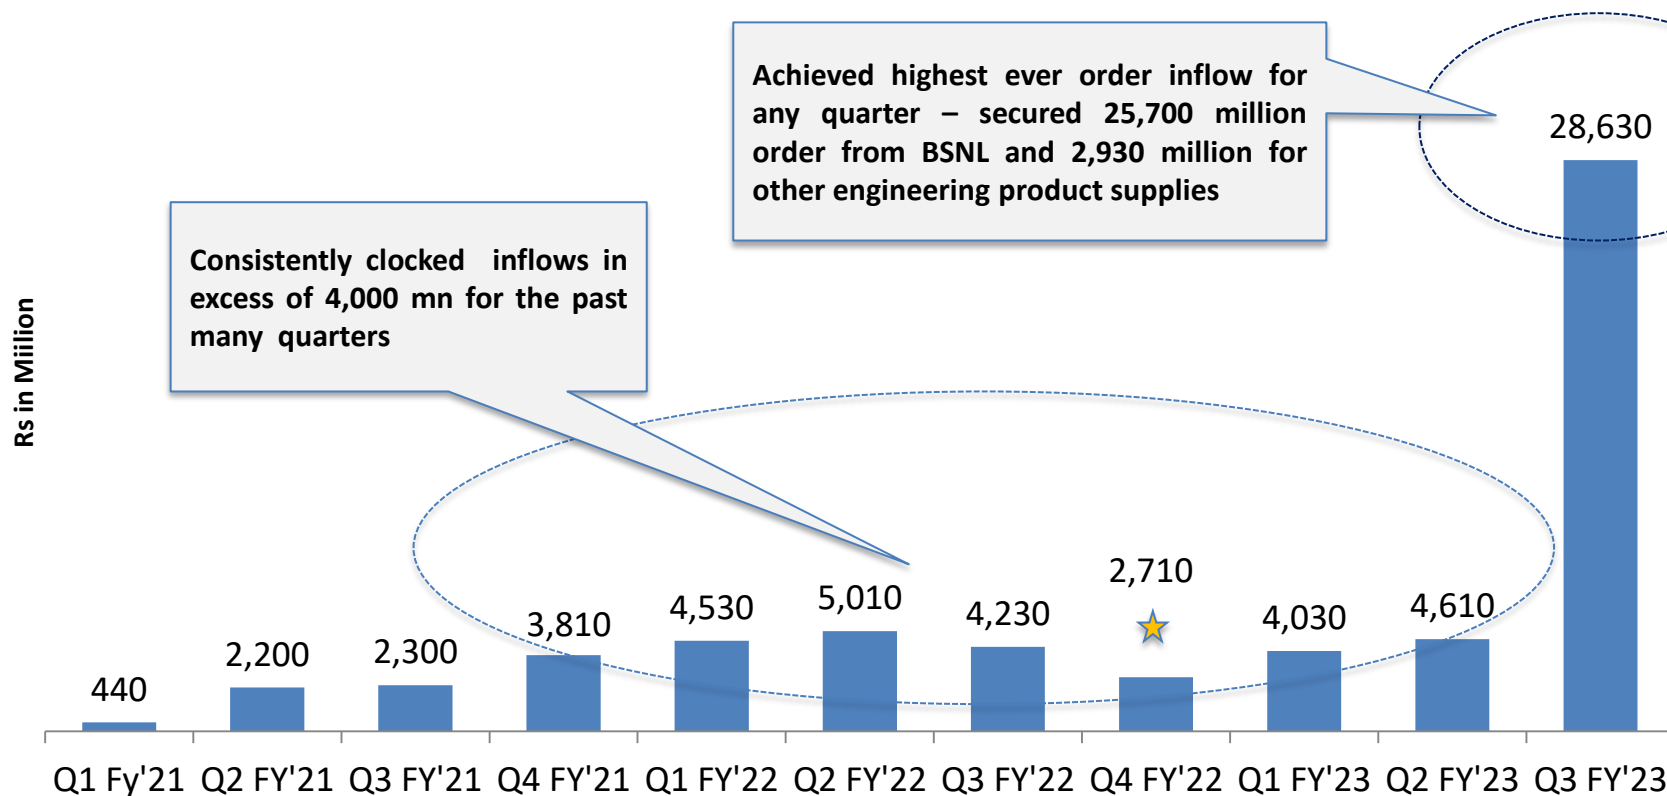 Achieved highest ever order inflow for
any quarter – secured 25,700 million
order from BSNL and 2,930 million for
other engineering product supplies
28,630
Consistently clocked inflows in
excess of 4,000 mn for the past
many quarters
Rs in Miilion
440
2,200
2,300
3,810
4,530
5,010
4,230
2,710
4,030
4,610
Q1 Fy'21 Q2 FY'21 Q3 FY'21 Q4 FY'21 Q1 FY'22 Q2 FY'22 Q3 FY'22 Q4 FY'22 Q1 FY'23 Q2 FY'23 Q3 FY'23